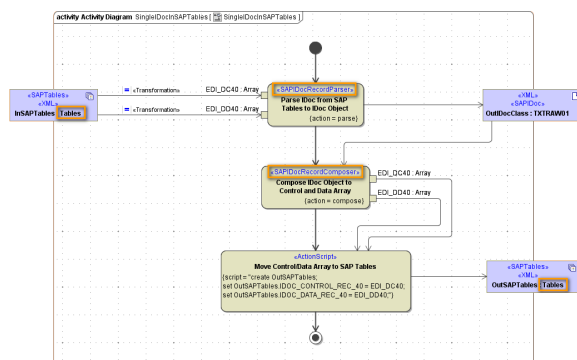 activity Activity Diagram SingleIDocInSAPTables [ SingleIDocInSAPTables ]
«SAPTables»
«XML»
InSAPTables : Tables
= «Transformation» EDI_DC40 : Array
= «Transformation» EDI_DD40 : Array
«SAPIDocRecordParser»
Parse IDoc from SAP
Tables to IDoc Object
{action = parse}
«XML»
«SAPIDoc»
OutIDocClass : TXTRAW01
«SAPIDocRecordComposer»
Compose IDoc Object to
Control and Data Array
{action = compose}
EDI_DC40 : Array
EDI_DD40 : Array
«ActionScript»
Move Control/Data Array to SAP Tables
{script = "create OutSAPTables;
set OutSAPTables.IDOC_CONTROL_REC_40 = EDI_DC40;
set OutSAPTables.IDOC_DATA_REC_40 = EDI_DD40;"}
«SAPTables»
«XML»
OutSAPTables : Tables